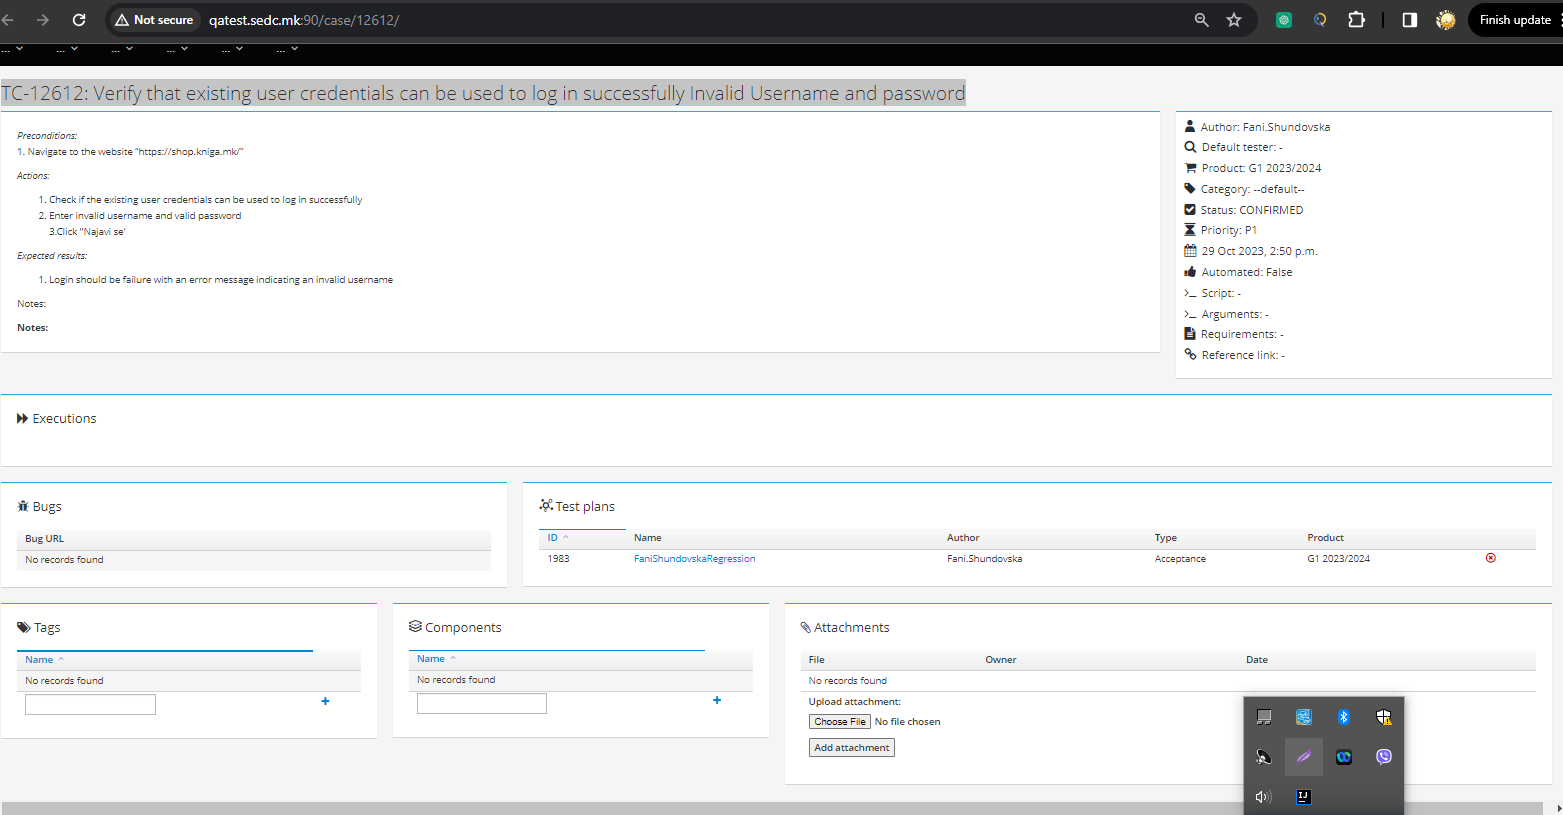 Not secure
qatest.sedc.mk:90/case/12612/
Finish update
... ... ... ... ... ...
TC-12612: Verify that existing user credentials can be used to log in successfully Invalid Username and password
Preconditions:
1. Navigate to the website "https://shop.kniga.mk/"
Actions:
1. Check if the existing user credentials can be used to log in successfully
2. Enter invalid username and valid password
3.Click "Najavi se'
Expected results:
1. Login should be failure with an error message indicating an invalid username
Notes:
Notes:
Author: Fani.Shundovska
Default tester: -
Product: G1 2023/2024
Category: --default--
Status: CONFIRMED
Priority: P1
29 Oct 2023, 2:50 p.m.
Automated: False
Script: -
Arguments: -
Requirements: -
Reference link: -
Executions
Bugs
Bug URL
No records found
Test plans
ID Name Author Type Product
1983 FaniShundovskaRegression Fani.Shundovska Acceptance G1 2023/2024
Tags
Name
No records found
Components
Name
No records found
Attachments
File Owner Date
No records found
Upload attachment:
Choose File No file chosen
Add attachment
IJ